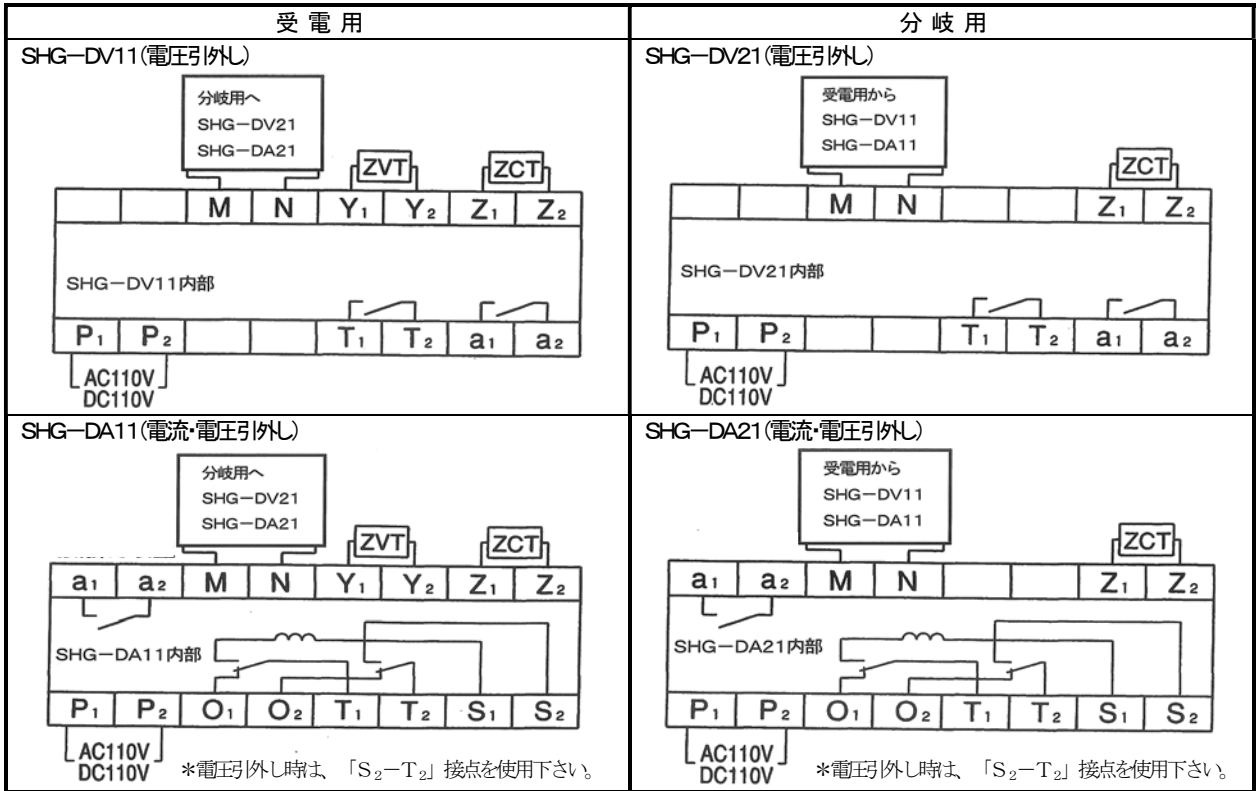 受電用
分岐用
SHG－DV11(電圧引外し)
分岐用へ
SHG－DV21
SHG－DA21
ZVT
ZCT
M N Y₁ Y₂ Z₁ Z₂
SHG－DV11内部
P₁ P₂ T₁ T₂ a₁ a₂
AC110V
DC110V
SHG－DV21(電圧引外し)
受電用から
SHG－DV11
SHG－DA11
ZCT
M N Z₁ Z₂
SHG－DV21内部
P₁ P₂ T₁ T₂ a₁ a₂
AC110V
DC110V
SHG－DA11(電流・電圧引外し)
分岐用へ
SHG－DV21
SHG－DA21
ZVT
ZCT
a₁ a₂ M N Y₁ Y₂ Z₁ Z₂
SHG－DA11内部
P₁ P₂ O₁ O₂ T₁ T₂ S₁ S₂
AC110V
DC110V
＊電圧引外し時は、「S₂－T₂」接点を使用下さい。
SHG－DA21(電流・電圧引外し)
受電用から
SHG－DV11
SHG－DA11
ZCT
a₁ a₂ M N Z₁ Z₂
SHG－DA21内部
P₁ P₂ O₁ O₂ T₁ T₂ S₁ S₂
AC110V
DC110V
＊電圧引外し時は、「S₂－T₂」接点を使用下さい。